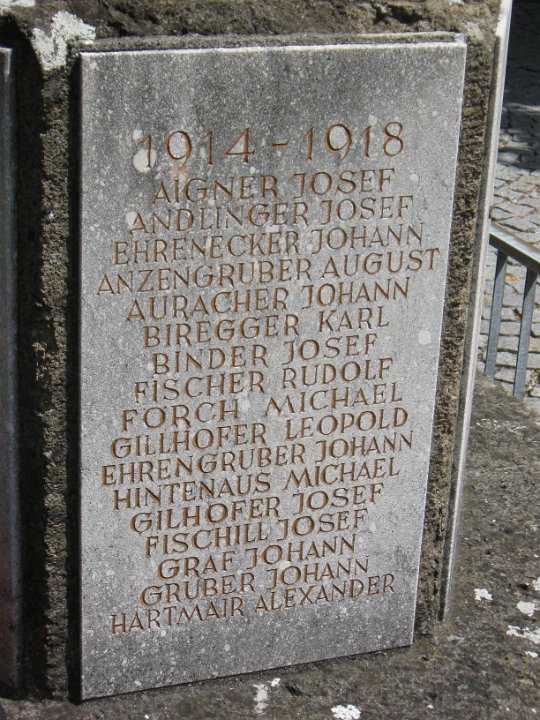 1914 - 1918
AIGNER JOSEF
ANDLINGER JOSEF
EHRENECKER JOHANN
ANZENGRUBER AUGUST
AURACHER JOHANN
BIREGGER KARL
BINDER JOSEF
FISCHER RUDOLF
FÖRCH MICHAEL
GILLHOFER LEOPOLD
EHRENGRUBER JOHANN
HINTENAUS MICHAEL
GILHOFER JOSEF
FISCHILL JOSEF
GRAF JOHANN
GRUBER JOHANN
HARTMAIR ALEXANDER